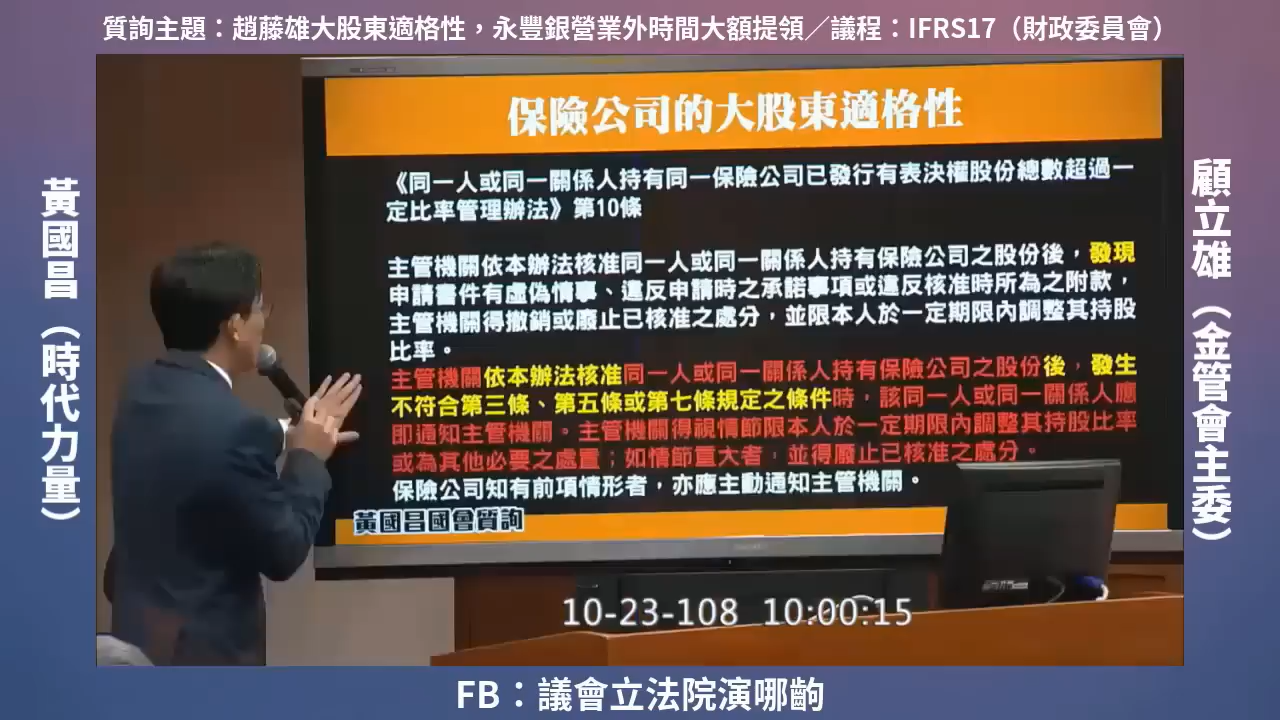 質詢主題：趙藤雄大股東適格性，永豐銀營業外時間大額提領／議程：IFRS17（財政委員會）
黃國昌（時代力量）
保險公司的大股東適格性
《同一人或同一關係人持有同一保險公司已發行有表決權股份總數超過一
定比率管理辦法》第10條
主管機關依本辦法核准同一人或同一關係人持有保險公司之股份後，發現
申請書件有虛偽情事、違反申請時之承諾事項或違反核准時所為之附款，
主管機關得撤銷或廢止已核准之處分，並限本人於一定期限內調整其持股
比率。
主管機關依本辦法核准同一人或同一關係人持有保險公司之股份後，發生
不符合第三條、第五條或第七條規定之條件時，該同一人或同一關係人應
即通知主管機關。主管機關得視情節限本人於一定期限內調整其持股比率
或為其他必要之處置；如情節重大者，並得廢止已核准之處分。
保險公司知有前項情形者，亦應主動通知主管機關。
黃國昌國會質詢
10-23-108 10:00:15
顧立雄（金管會主委）
FB：議會立法院演哪齣